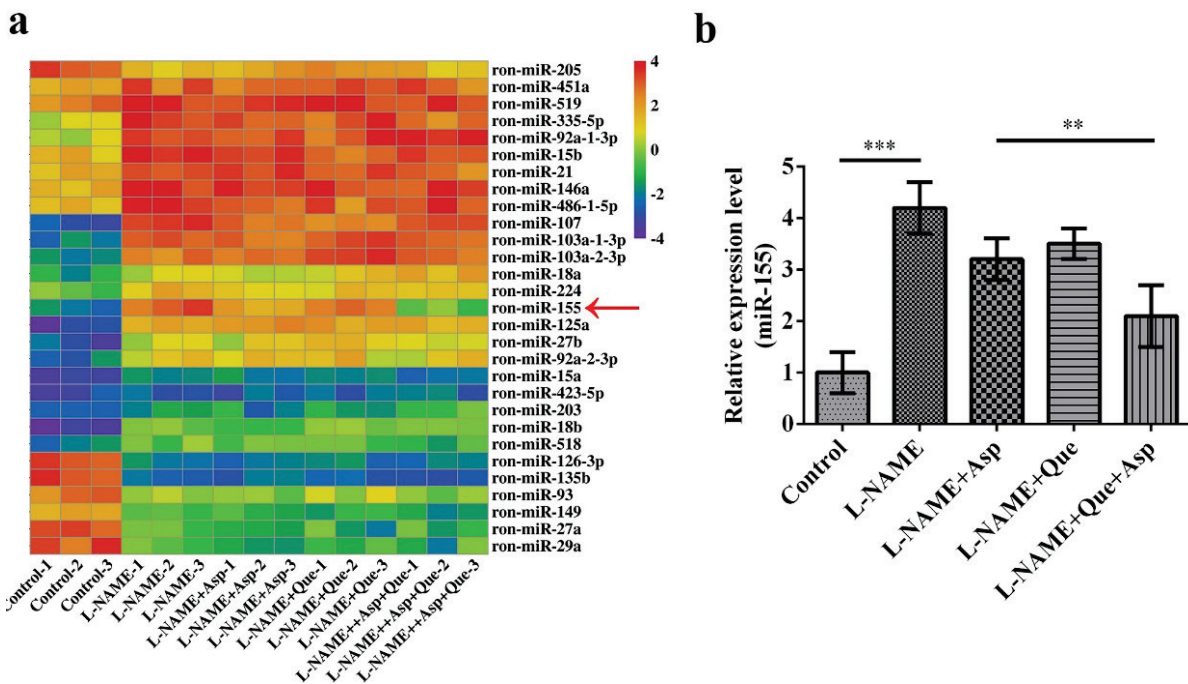 a
ron-miR-205
ron-miR-451a
ron-miR-519
ron-miR-335-5p
ron-miR-92a-1-3p
ron-miR-15b
ron-miR-21
ron-miR-146a
ron-miR-486-1-5p
ron-miR-107
ron-miR-103a-1-3p
ron-miR-103a-2-3p
ron-miR-18a
ron-miR-224
ron-miR-155
ron-miR-125a
ron-miR-27b
ron-miR-92a-2-3p
ron-miR-15a
ron-miR-423-5p
ron-miR-203
ron-miR-18b
ron-miR-518
ron-miR-126-3p
ron-miR-135b
ron-miR-93
ron-miR-149
ron-miR-27a
ron-miR-29a
4
2
0
-2
-4
Control-1
Control-2
Control-3
L-NAME-1
L-NAME-2
L-NAME-3
L-NAME+Asp-1
L-NAME+Asp-2
L-NAME+Asp-3
L-NAME+Que-1
L-NAME+Que-2
L-NAME+Que-3
L-NAME++Asp+Que-1
L-NAME++Asp+Que-2
L-NAME++Asp+Que-3
b
Relative expression level
(miR-155)
5
4
3
2
1
0
***
**
Control
L-NAME
L-NAME+Asp
L-NAME+Que
L-NAME+Que+Asp